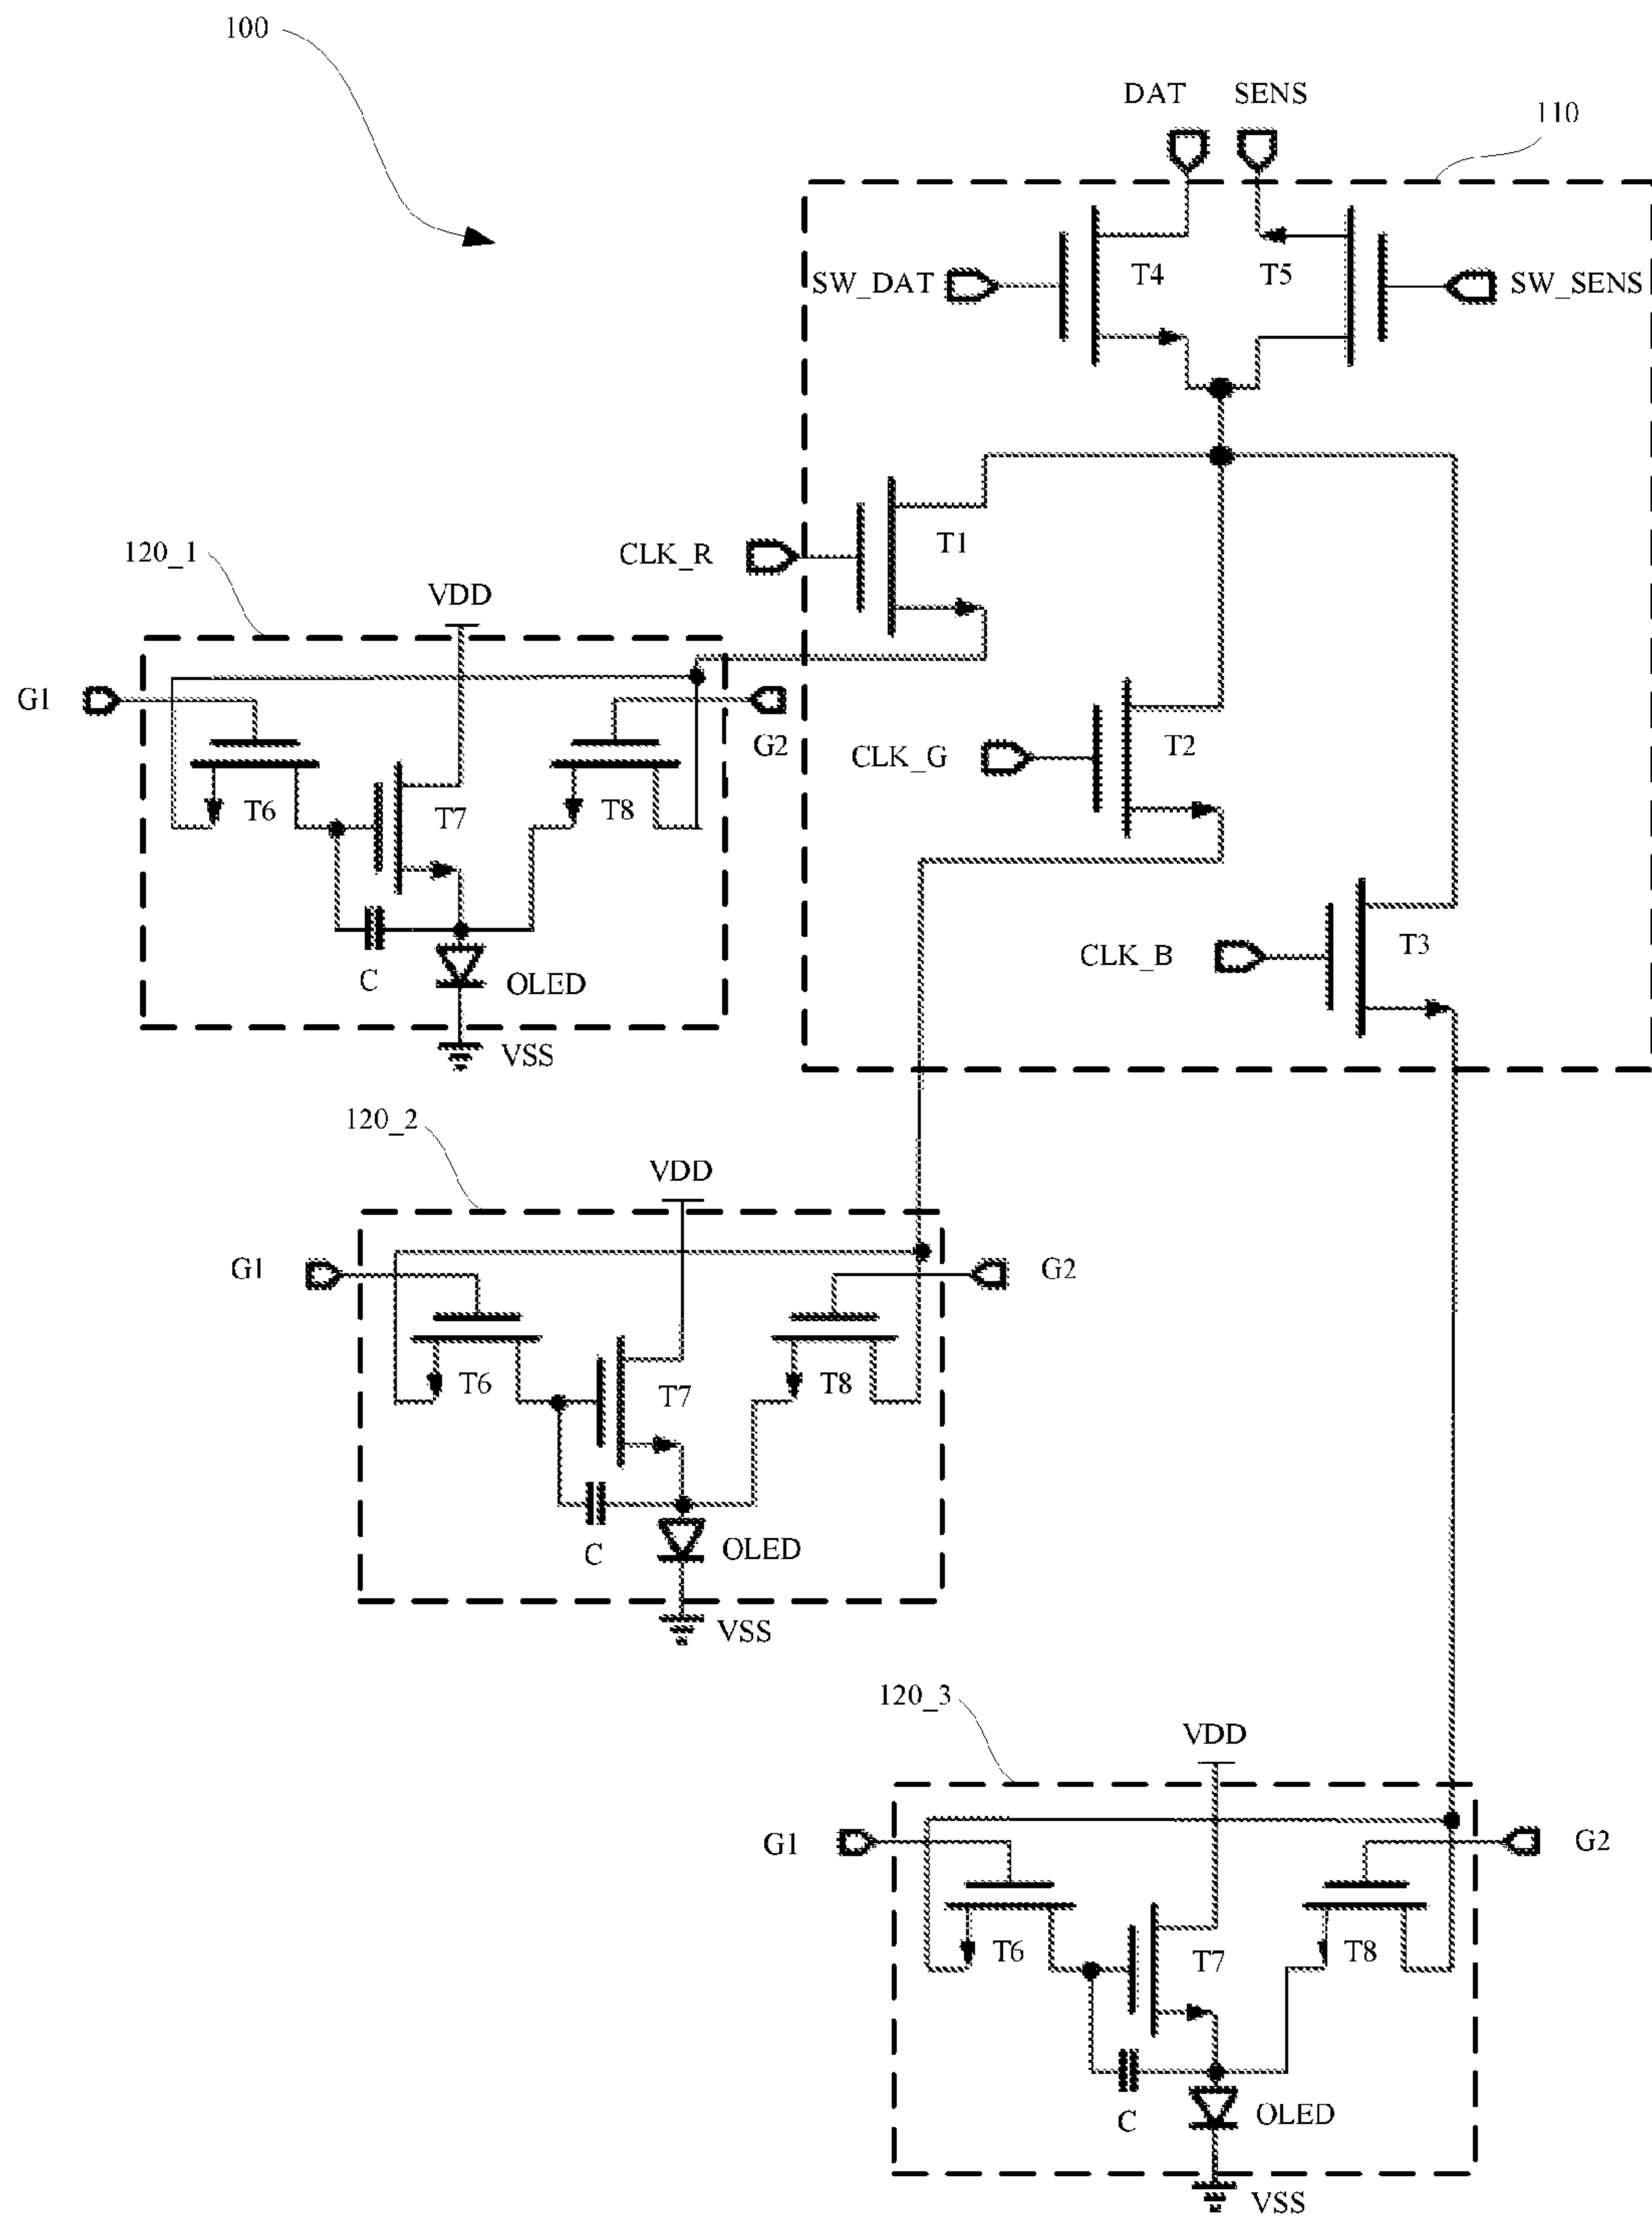 100
DAT SENS
110
SW_DAT T4 T5 SW_SENS
120_1
CLK_R T1
VDD
G1
G2
T6 T7 T8
CLK_G T2
CLK_B T3
C OLED
VSS
120_2
VDD
G1 G2
T6 T7 T8
C OLED
VSS
120_3
VDD
G1 G2
T6 T7 T8
C OLED
VSS